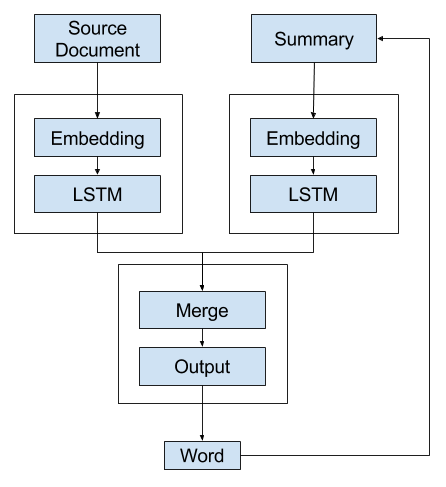 Source
Document
Summary
Embedding
LSTM
Embedding
LSTM
Merge
Output
Word